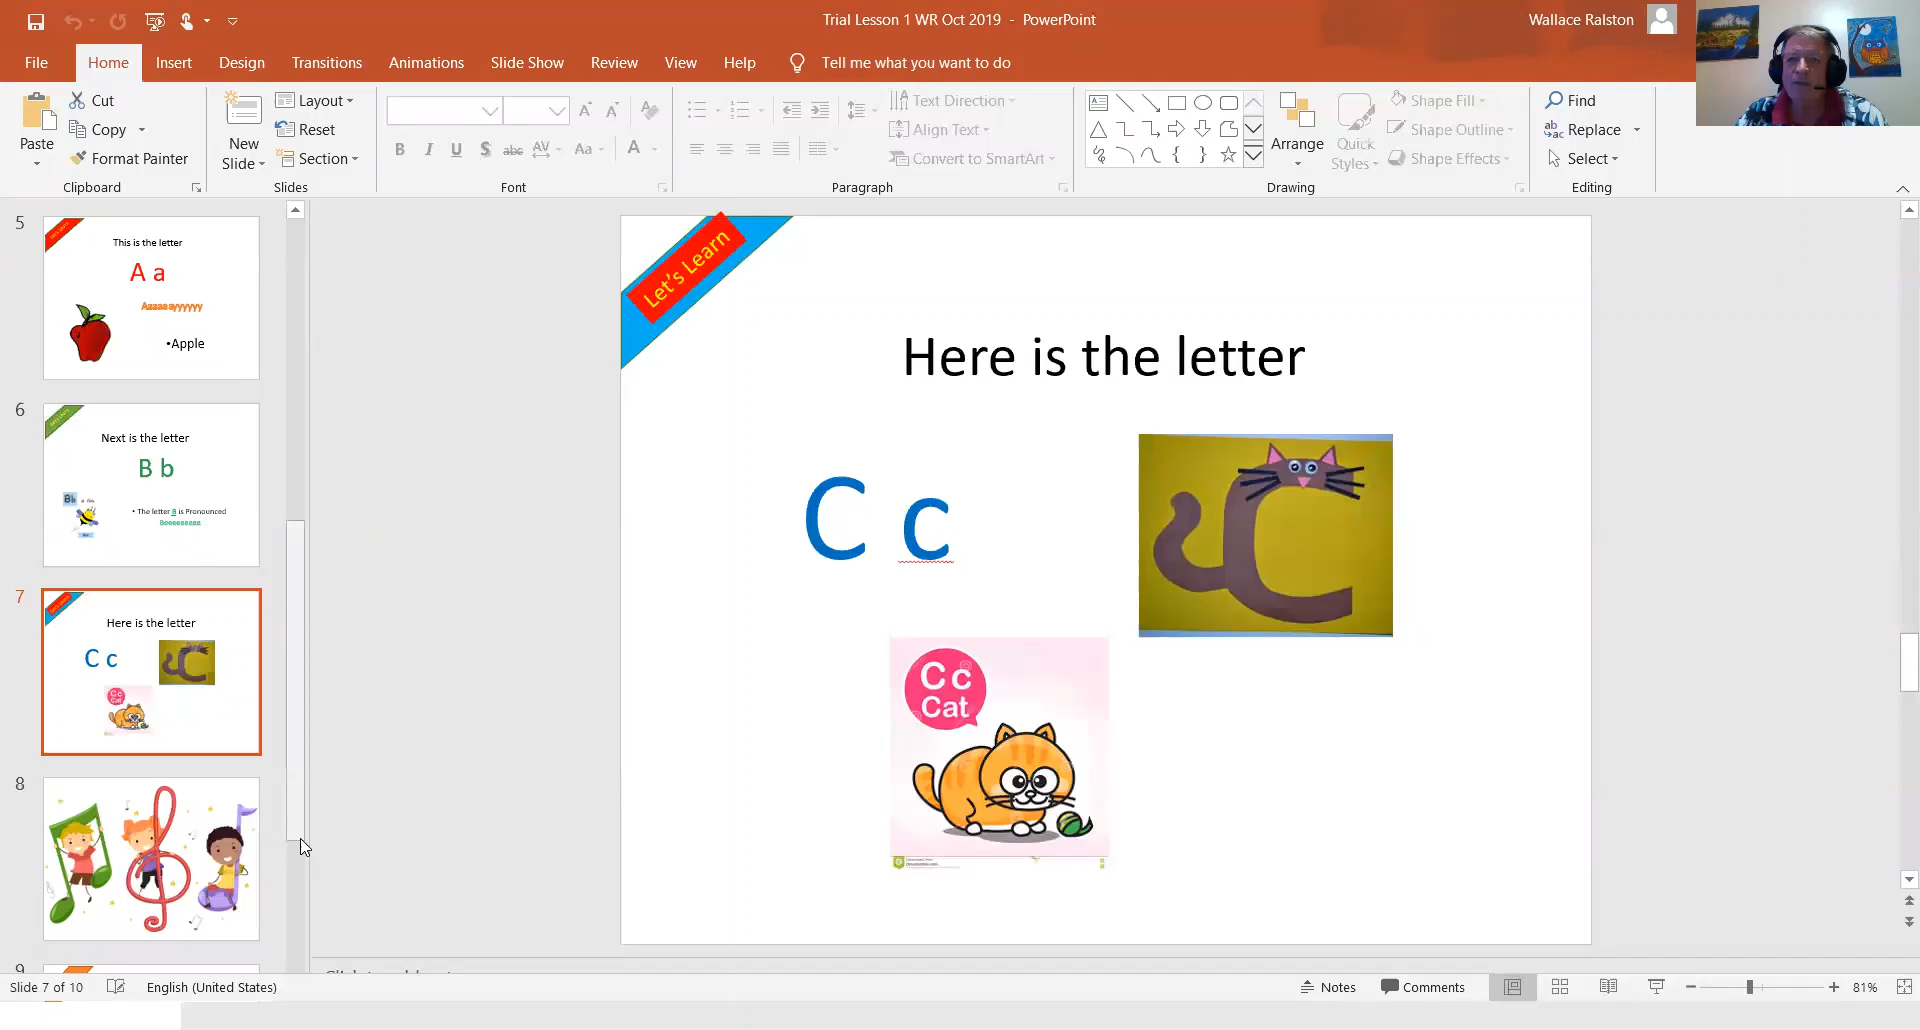 Trial Lesson 1 WR Oct 2019 - PowerPoint
Wallace Ralston
File
Home
Insert
Design
Transitions
Animations
Slide Show
Review
View
Help
Tell me what you want to do
Paste
Cut
Copy
Format Painter
Clipboard
New
Slide
Layout
Reset
Section
Slides
B I U S abc AV Aa A
Font
Text Direction
Align Text
Convert to SmartArt
Paragraph
Arrange
Quick
Styles
Shape Fill
Shape Outline
Shape Effects
Drawing
Find
Replace
Select
Editing
5
This is the letter
A a
•Apple
6
Next is the letter
B b
Bb
• The letter B is Pronounced
7
Here is the letter
C c
C c
Cat
8
9
Let's Learn
Here is the letter
C c
C c
Cat
Slide 7 of 10
English (United States)
Notes
Comments
81%